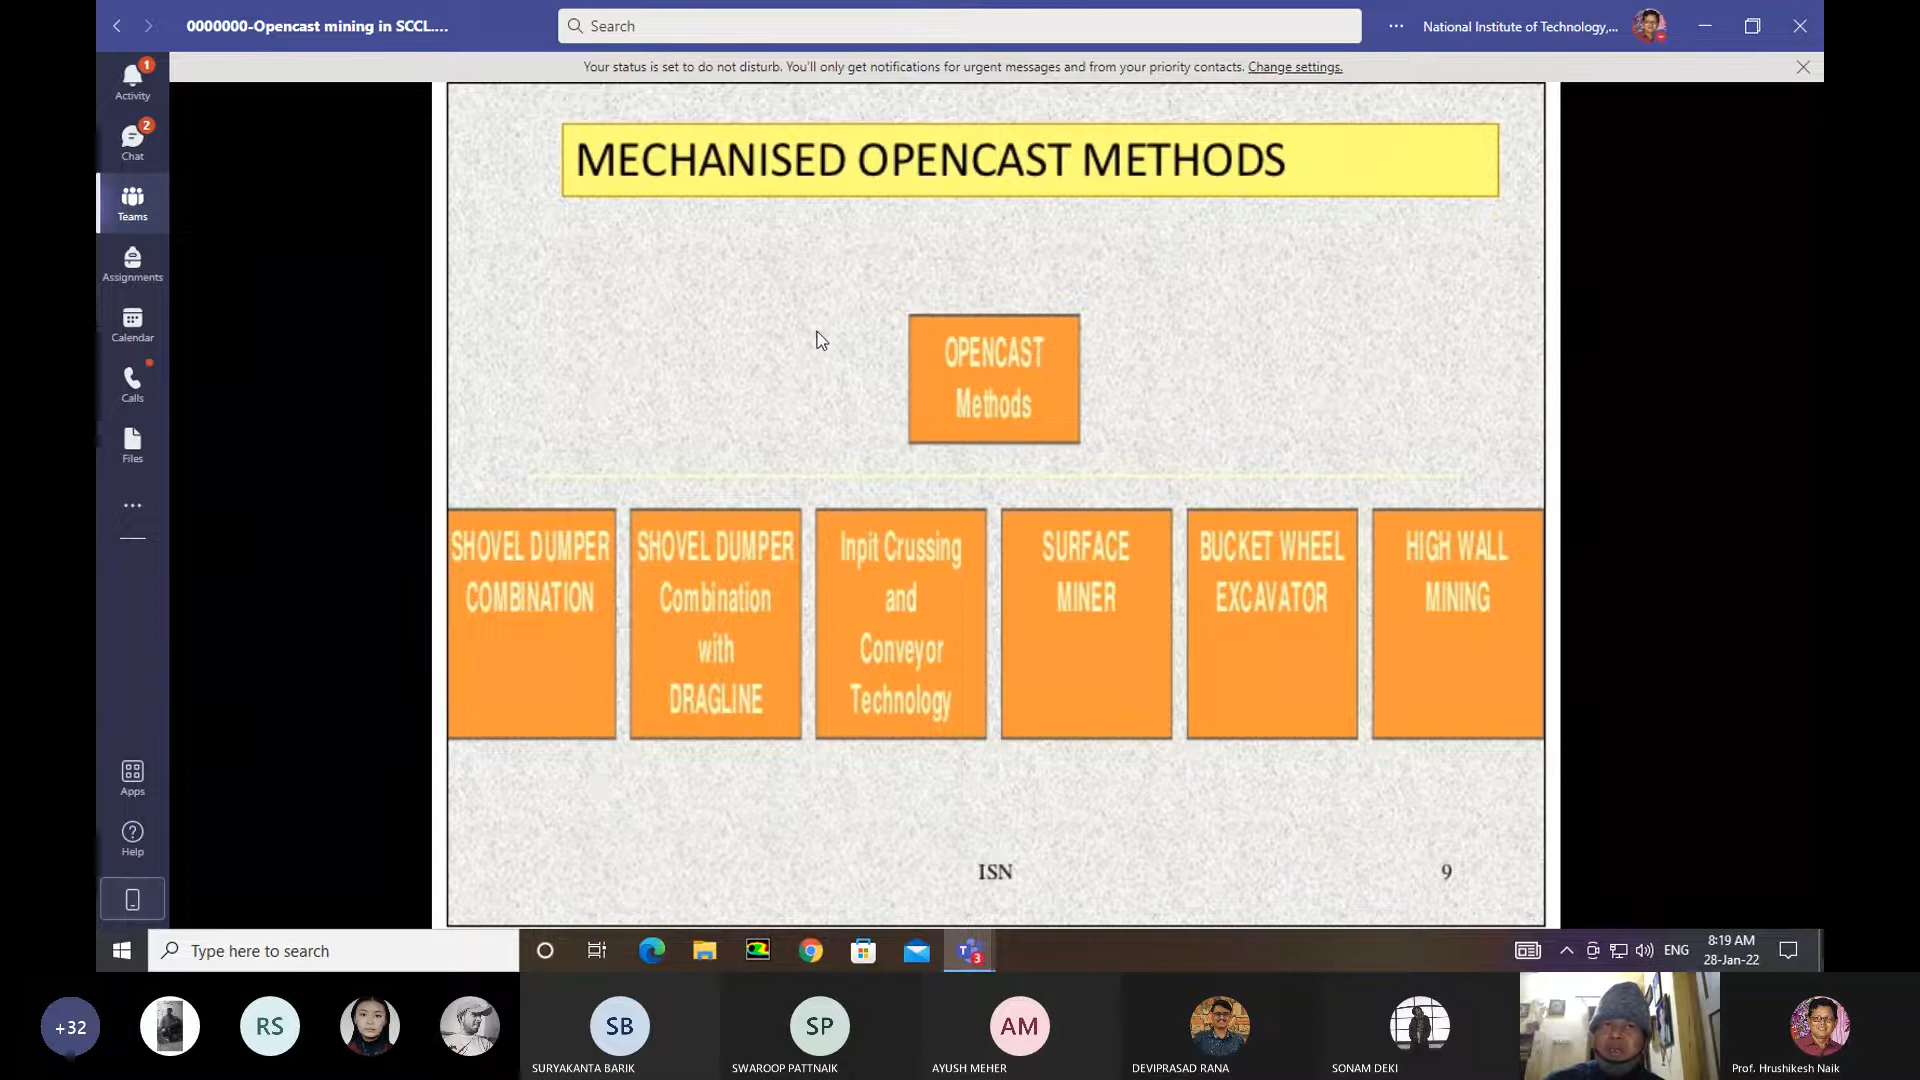 0000000-Opencast mining in SCCL....
Search
National Institute of Technology,...
Your status is set to do not disturb. You'll only get notifications for urgent messages and from your priority contacts. Change settings.
1
Activity
2
Chat
Teams
Assignments
Calendar
Calls
Files
Apps
Help
MECHANISED OPENCAST METHODS
OPENCAST
Methods
SHOVEL DUMPER
COMBINATION
SHOVEL DUMPER
Combination
with
DRAGLINE
Inpit Crussing
and
Conveyor
Technology
SURFACE
MINER
BUCKET WHEEL
EXCAVATOR
HIGH WALL
MINING
ISN
9
Type here to search
3
ENG
8:19 AM
28-Jan-22
+32
RS
SB
SURYAKANTA BARIK
SP
SWAROOP PATTNAIK
AM
AYUSH MEHER
DEVIPRASAD RANA
SONAM DEKI
Prof. Hrushikesh Naik